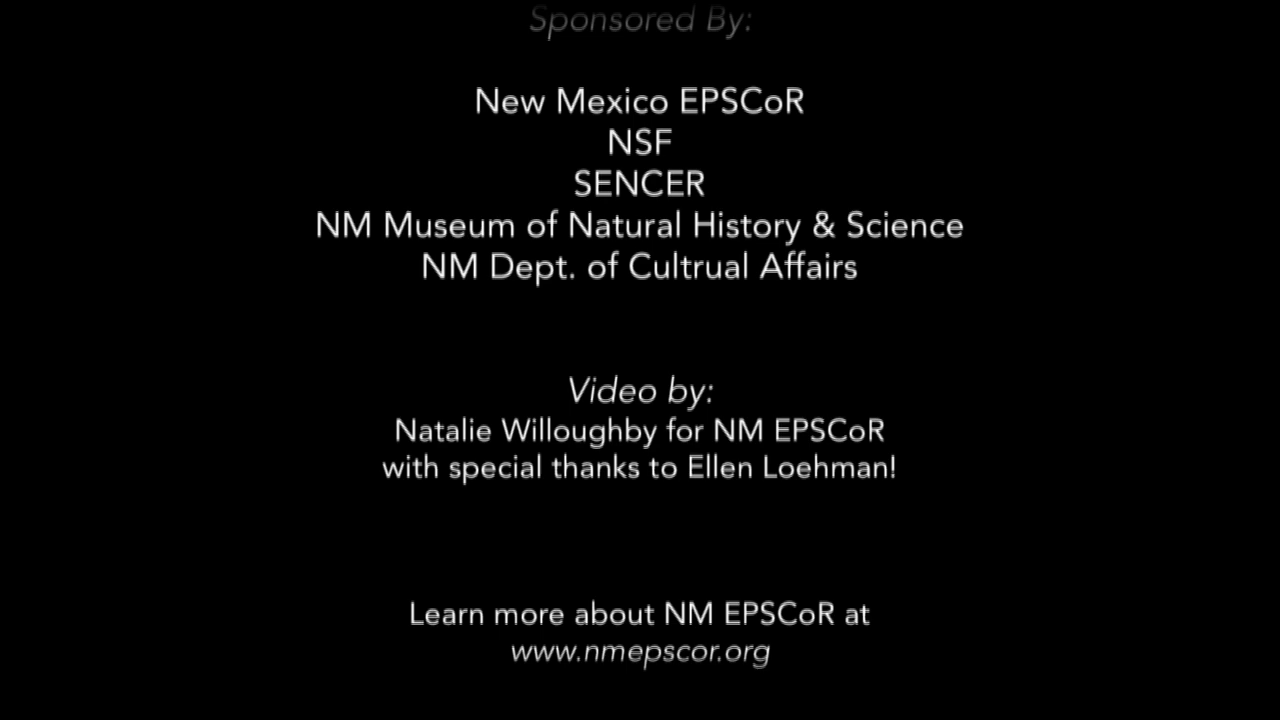 Sponsored By:
New Mexico EPSCoR
NSF
SENCER
NM Museum of Natural History & Science
NM Dept. of Cultrual Affairs
Video by:
Natalie Willoughby for NM EPSCoR
with special thanks to Ellen Loehman!
Learn more about NM EPSCoR at
www.nmepscor.org